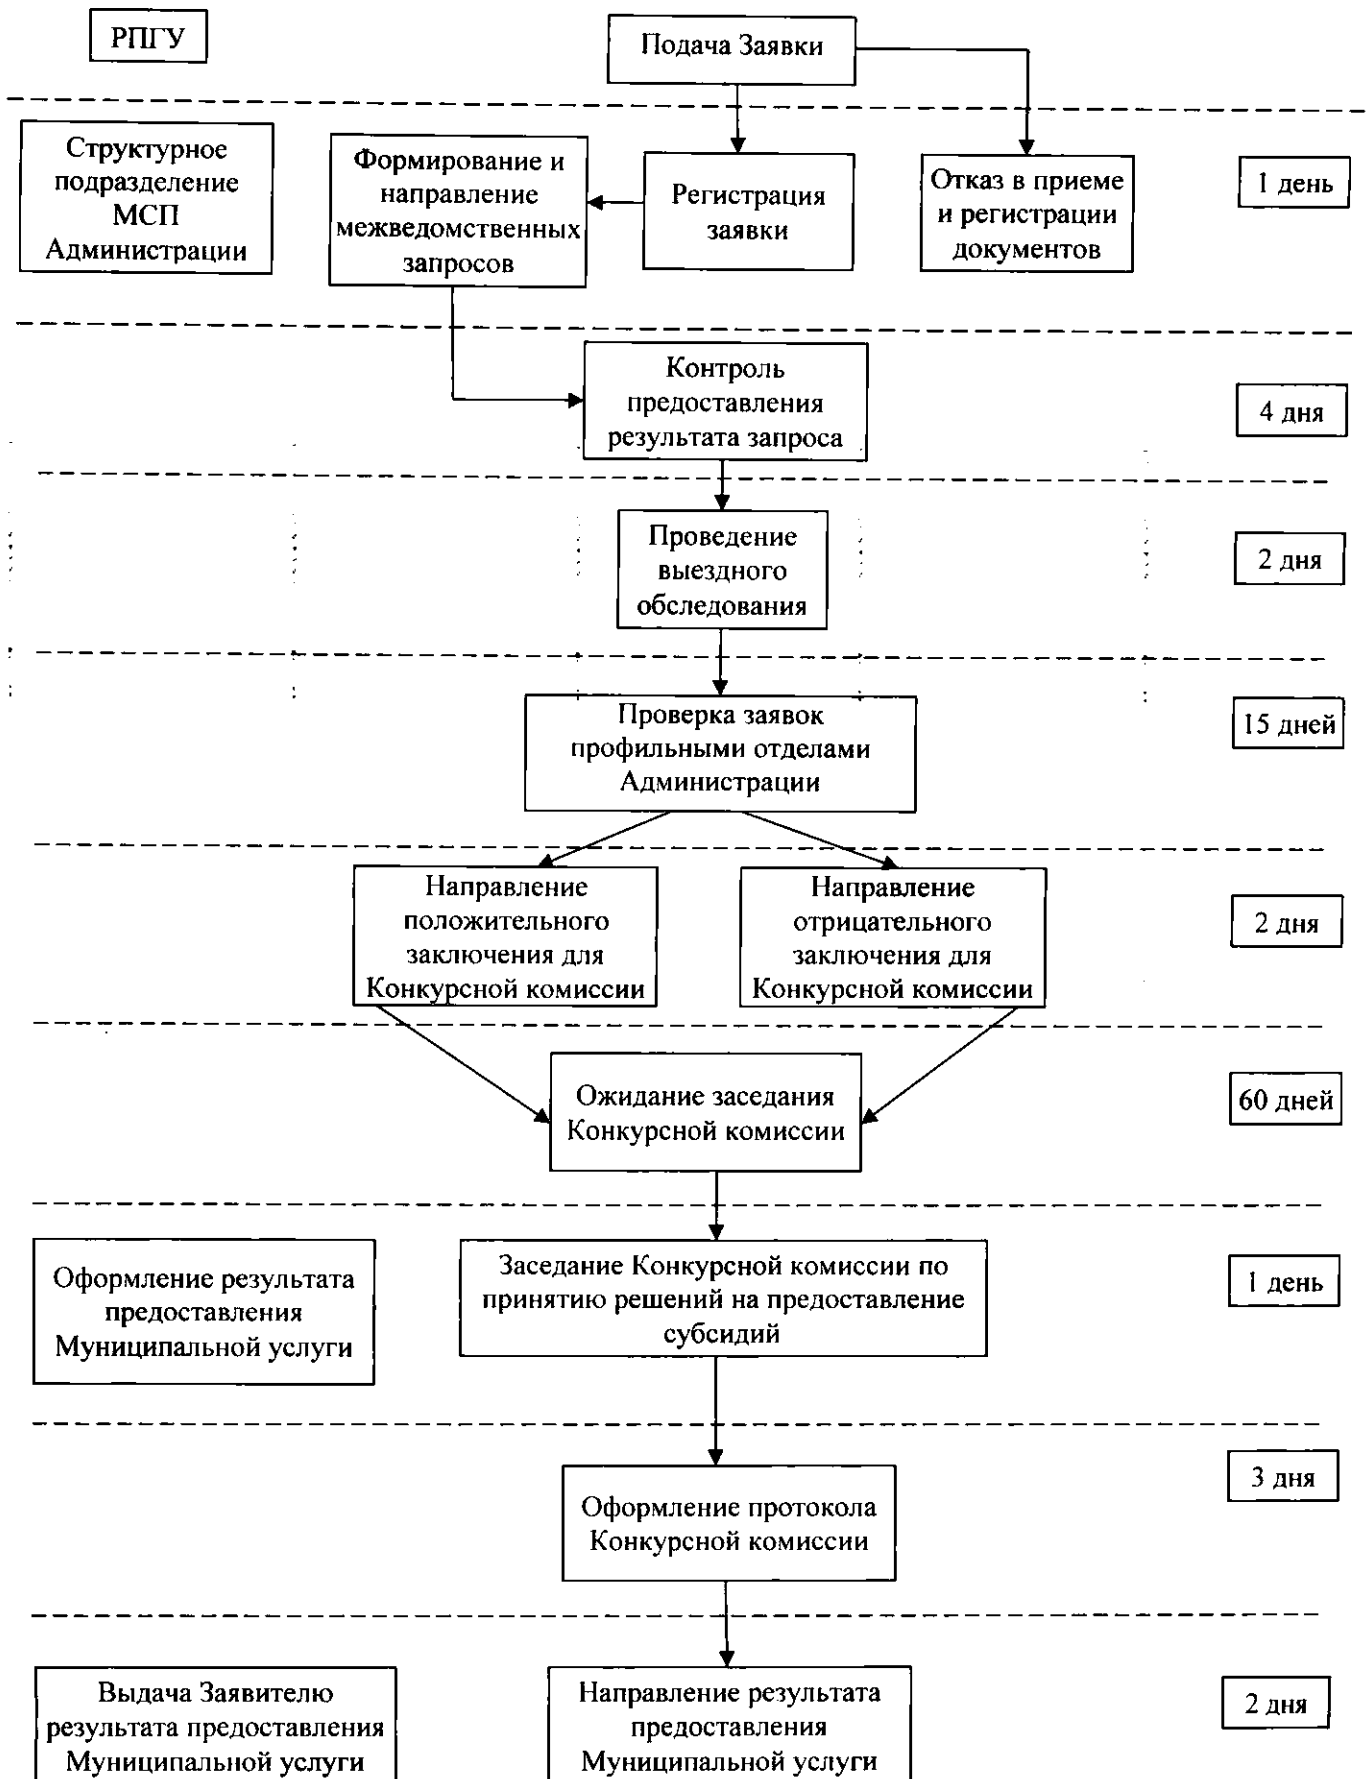 РПГУ
Подача Заявки
Структурное
подразделение
МСП
Администрации
Формирование и
направление
межведомственных
запросов
Регистрация
заявки
Отказ в приеме
и регистрации
документов
1 день
Контроль
предоставления
результата запроса
4 дня
Проведение
выездного
обследования
2 дня
Проверка заявок
профильными отделами
Администрации
15 дней
Направление
положительного
заключения для
Конкурсной комиссии
Направление
отрицательного
заключения для
Конкурсной комиссии
2 дня
Ожидание заседания
Конкурсной комиссии
60 дней
Оформление результата
предоставления
Муниципальной услуги
Заседание Конкурсной комиссии по
принятию решений на предоставление
субсидий
1 день
Оформление протокола
Конкурсной комиссии
3 дня
Выдача Заявителю
результата предоставления
Муниципальной услуги
Направление результата
предоставления
Муниципальной услуги
2 дня